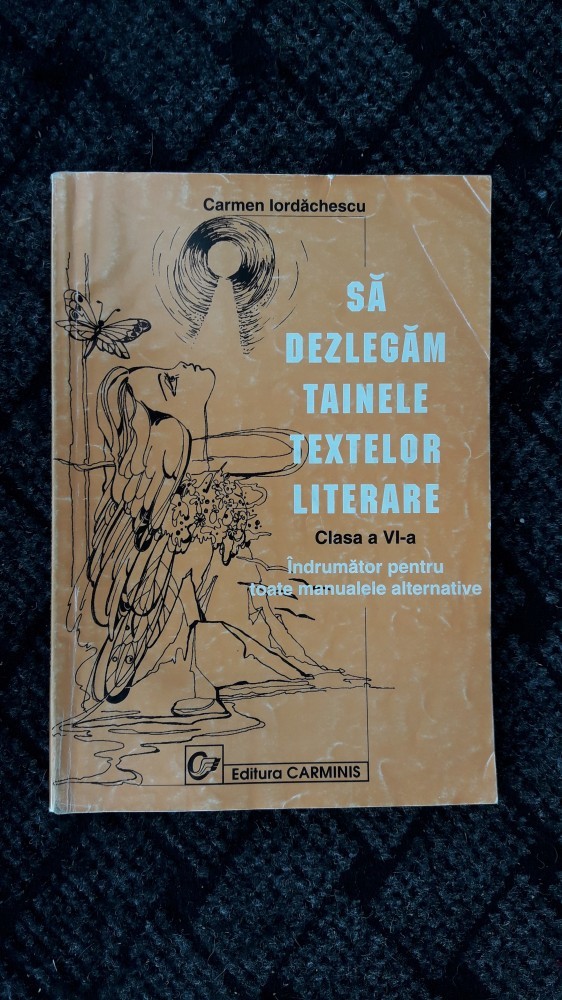 Carmen Iordăchescu
SĂ
DEZLEGĂM
TAINELE
TEXTELOR
LITERARE
Clasa a VI-a
Îndrumător pentru
toate manualele alternative
Editura CARMINIS